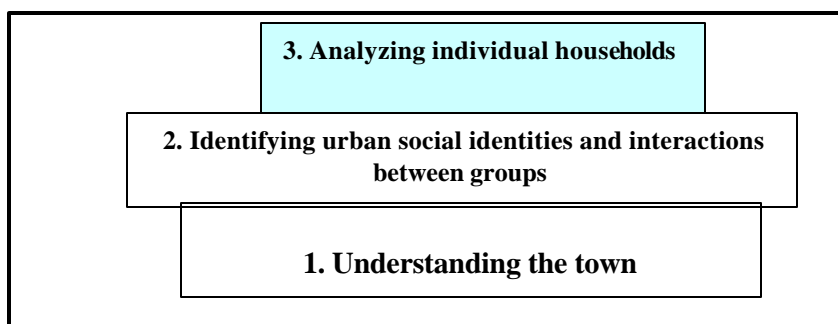 3. Analyzing individual households
2. Identifying urban social identities and interactions
between groups
1. Understanding the town